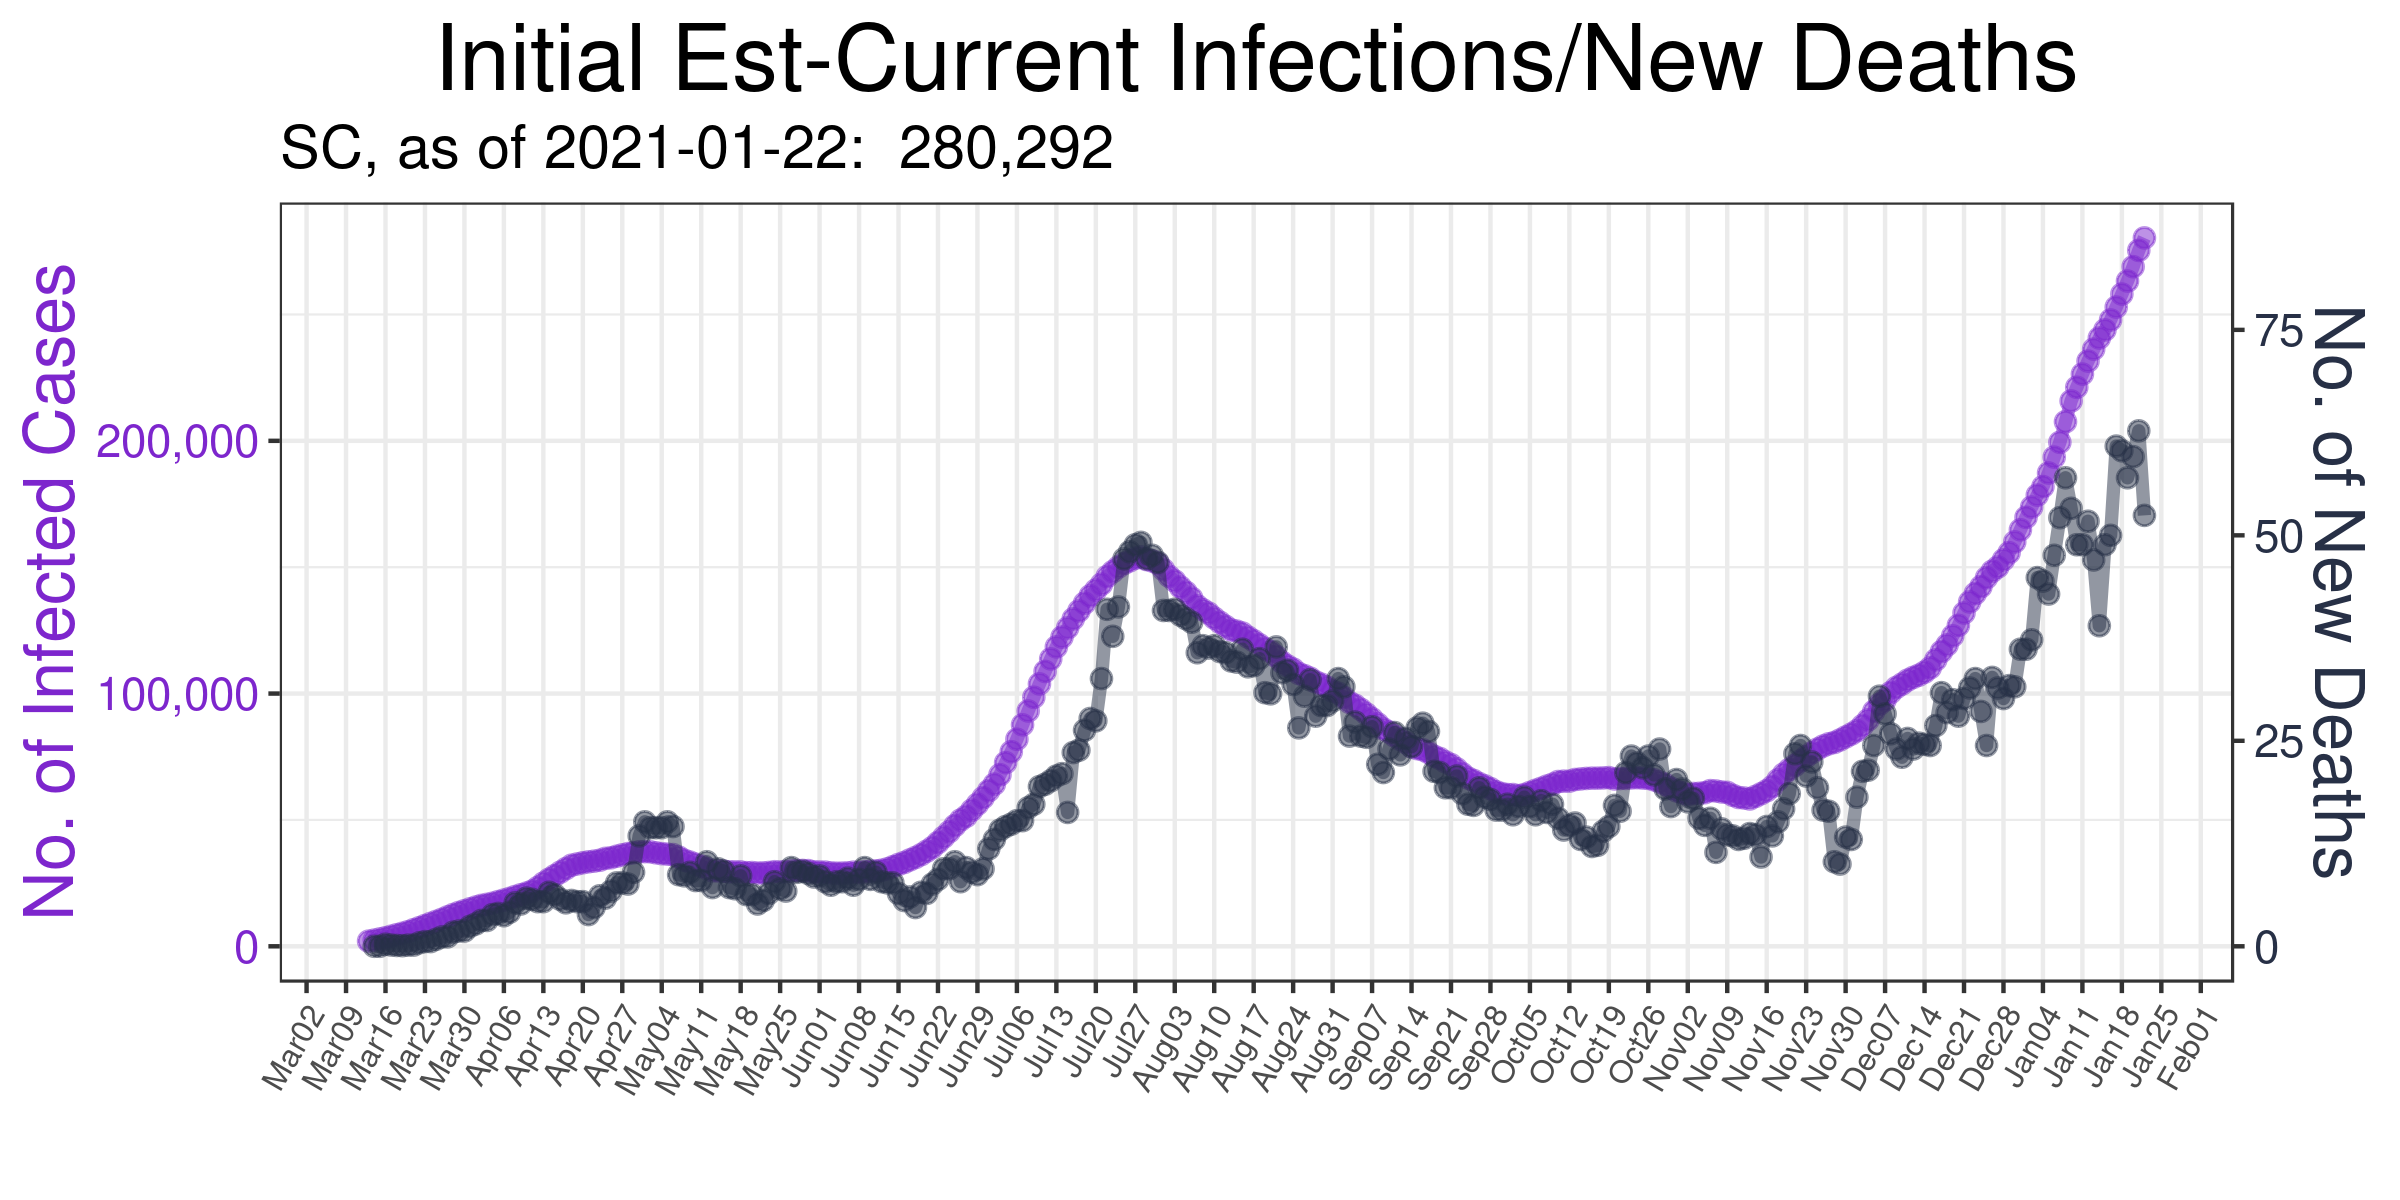 Initial Est-Current Infections/New Deaths
SC, as of 2021-01-22:  280,292
No. of Infected Cases
200,000
100,000
0
75
50
25
0
No. of New Deaths
Mar02
Mar09
Mar16
Mar23
Mar30
Apr06
Apr13
Apr20
Apr27
May04
May11
May18
May25
Jun01
Jun08
Jun15
Jun22
Jun29
Jul06
Jul13
Jul20
Jul27
Aug03
Aug10
Aug17
Aug24
Aug31
Sep07
Sep14
Sep21
Sep28
Oct05
Oct12
Oct19
Oct26
Nov02
Nov09
Nov16
Nov23
Nov30
Dec07
Dec14
Dec21
Dec28
Jan04
Jan11
Jan18
Jan25
Feb01